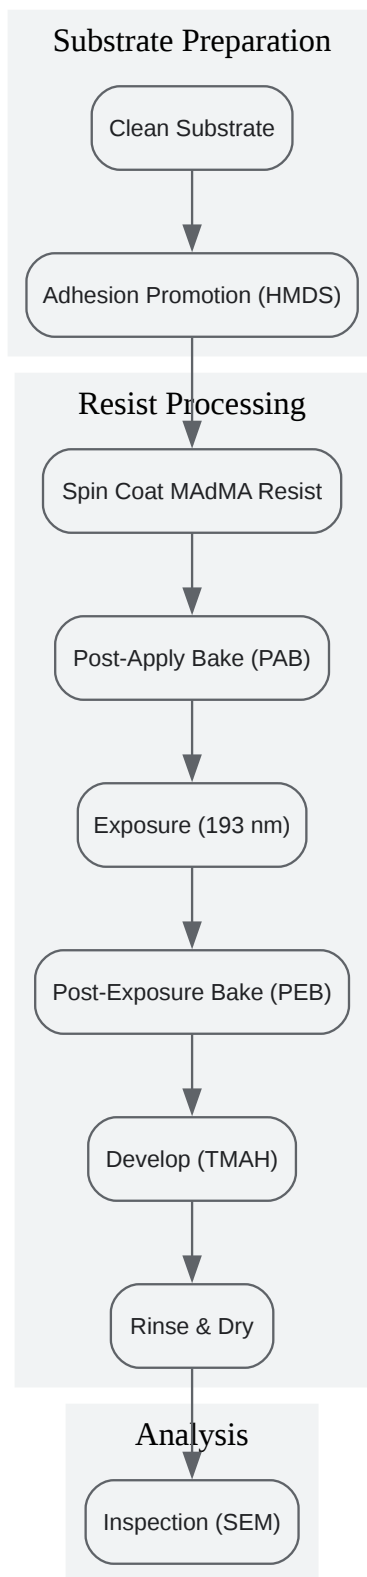 Substrate Preparation
Clean Substrate
Adhesion Promotion (HMDS)
Resist Processing
Spin Coat MAdMA Resist
Post-Apply Bake (PAB)
Exposure (193 nm)
Post-Exposure Bake (PEB)
Develop (TMAH)
Rinse & Dry
Analysis
Inspection (SEM)